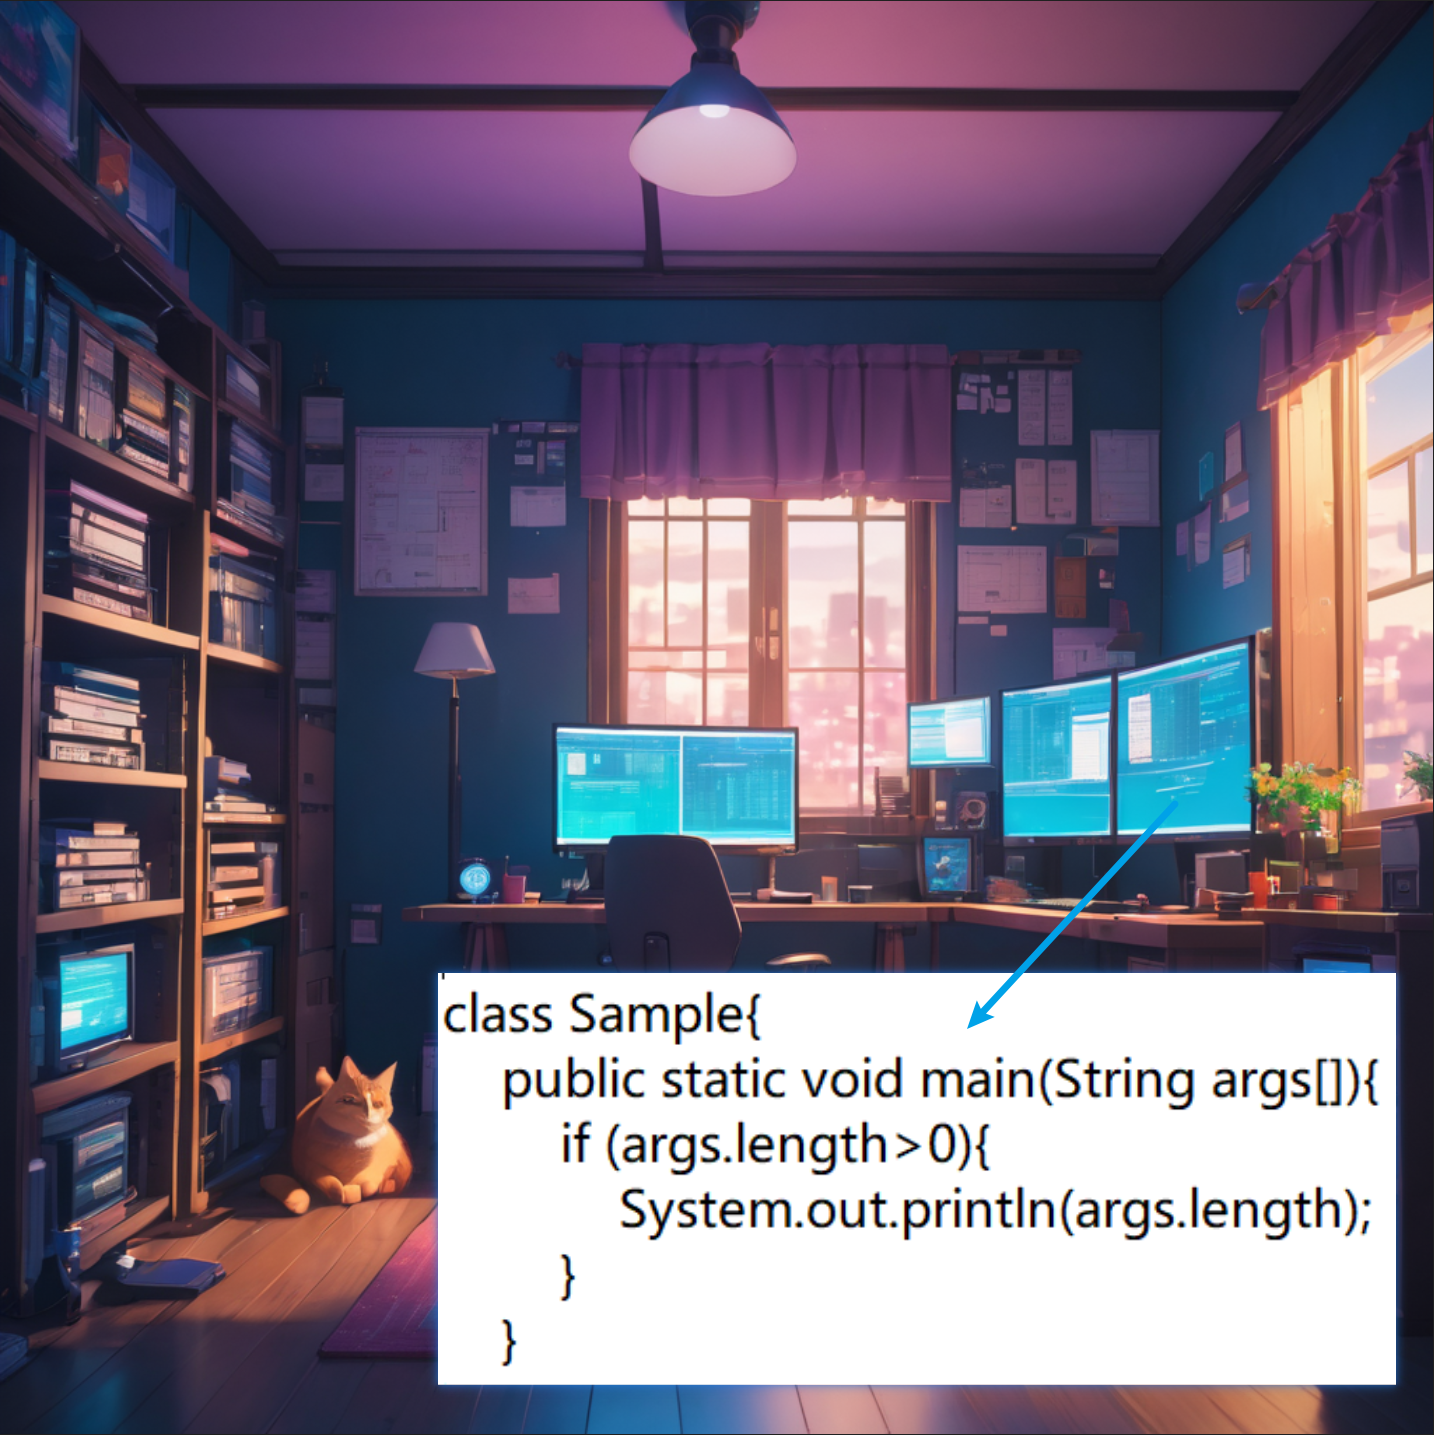 class Sample{
public static void main(String args[]){
if (args.length>0){
System.out.println(args.length);
}
}